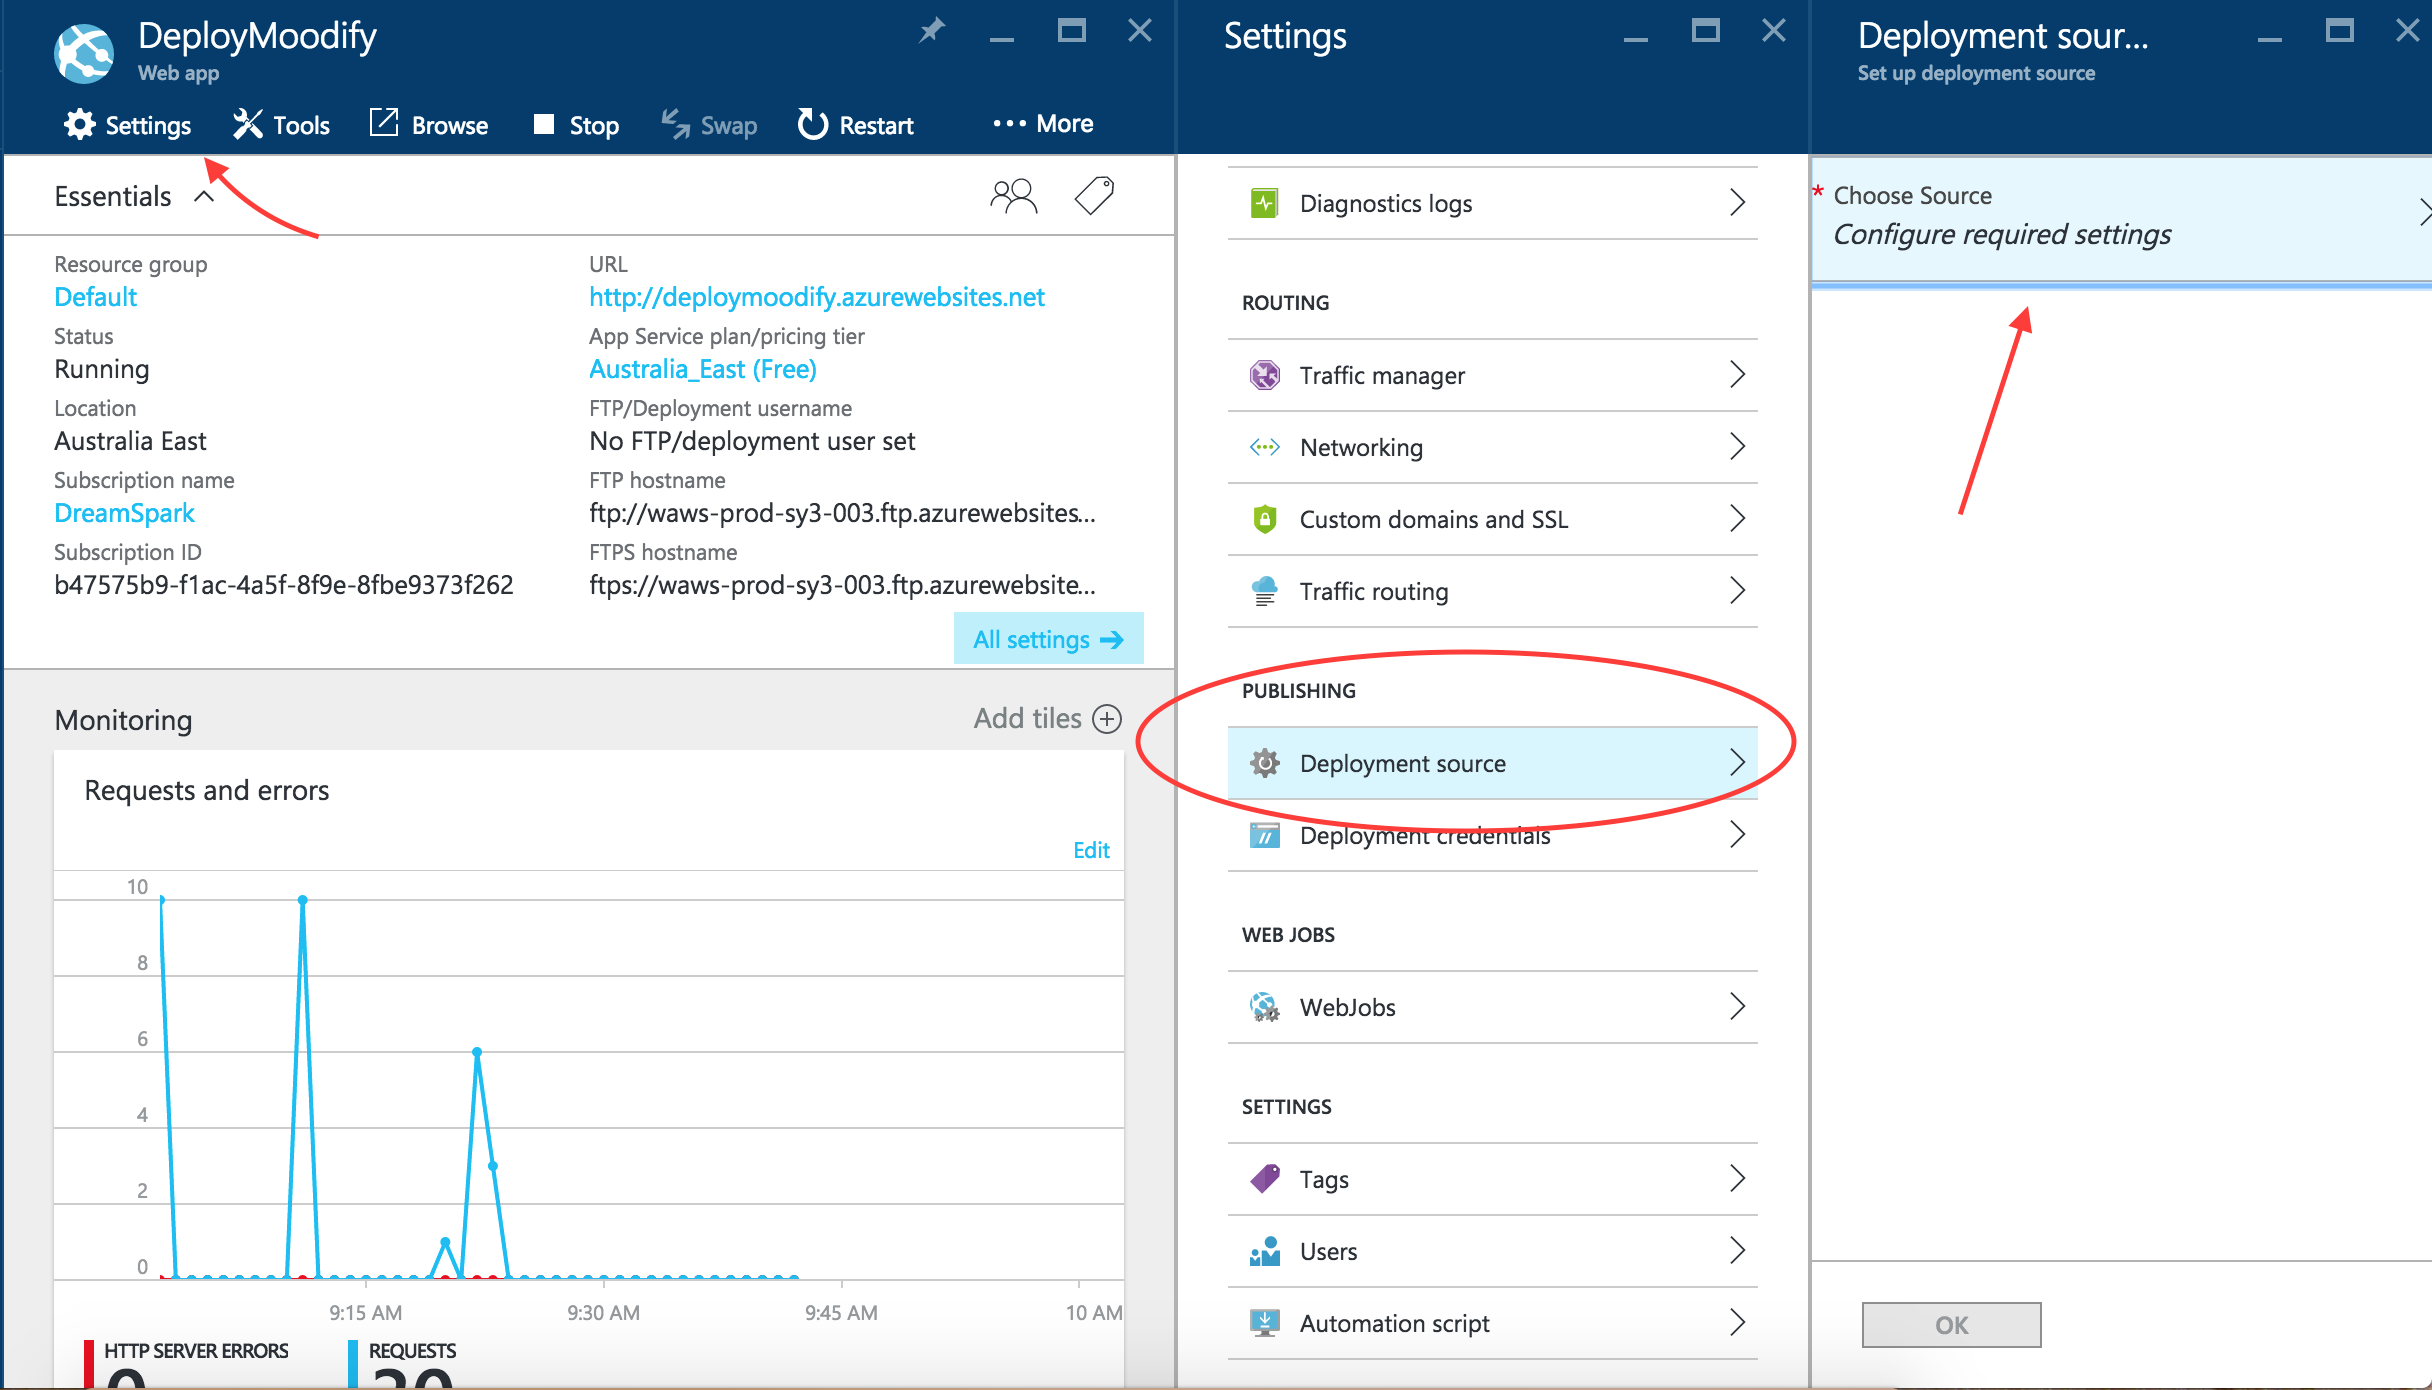 DeployMoodify
Web app
Settings
Tools
Browse
Stop
Swap
Restart
More
Essentials
Resource group
Default
Status
Running
Location
Australia East
Subscription name
DreamSpark
Subscription ID
b47575b9-f1ac-4a5f-8f9e-8fbe9373f262
URL
http://deploymoodify.azurewebsites.net
App Service plan/pricing tier
Australia_East (Free)
FTP/Deployment username
No FTP/deployment user set
FTP hostname
ftp://waws-prod-sy3-003.ftp.azurewebsites...
FTPS hostname
ftps://waws-prod-sy3-003.ftp.azurewebsite...
All settings
Monitoring
Add tiles
Requests and errors
Edit
10
8
6
4
2
0
9:15 AM
9:30 AM
9:45 AM
10 AM
HTTP SERVER ERRORS
0
REQUESTS
Settings
Diagnostics logs
ROUTING
Traffic manager
Networking
Custom domains and SSL
Traffic routing
PUBLISHING
Deployment source
Deployment credentials
WEB JOBS
WebJobs
SETTINGS
Tags
Users
Automation script
Deployment sour...
Set up deployment source
* Choose Source
Configure required settings
OK